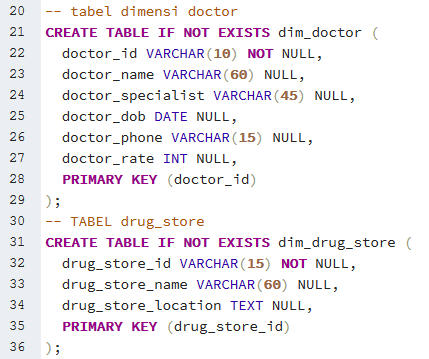 20 -- tabel dimensi doctor
21 CREATE TABLE IF NOT EXISTS dim_doctor (
22 doctor_id VARCHAR(10) NOT NULL,
23 doctor_name VARCHAR(60) NULL,
24 doctor_specialist VARCHAR(45) NULL,
25 doctor_dob DATE NULL,
26 doctor_phone VARCHAR(15) NULL,
27 doctor_rate INT NULL,
28 PRIMARY KEY (doctor_id)
29 );
30 -- TABEL drug_store
31 CREATE TABLE IF NOT EXISTS dim_drug_store (
32 drug_store_id VARCHAR(15) NOT NULL,
33 drug_store_name VARCHAR(60) NULL,
34 drug_store_location TEXT NULL,
35 PRIMARY KEY (drug_store_id)
36 );